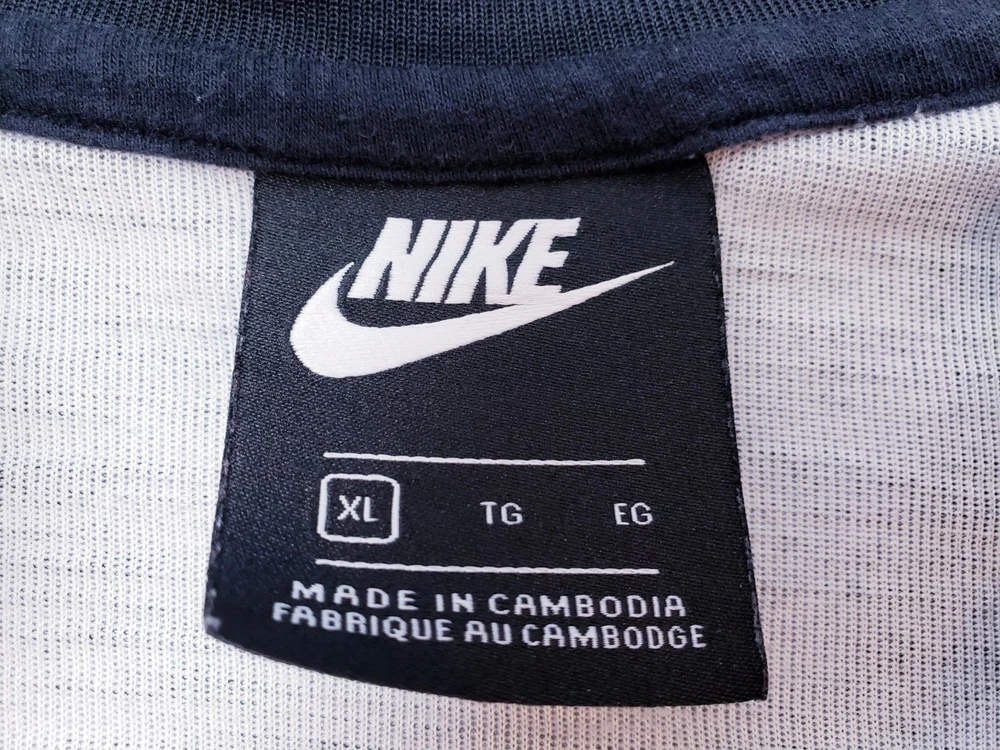 NIKE
XL TG EG
MADE IN CAMBODIA
FABRIQUE AU CAMBODGE